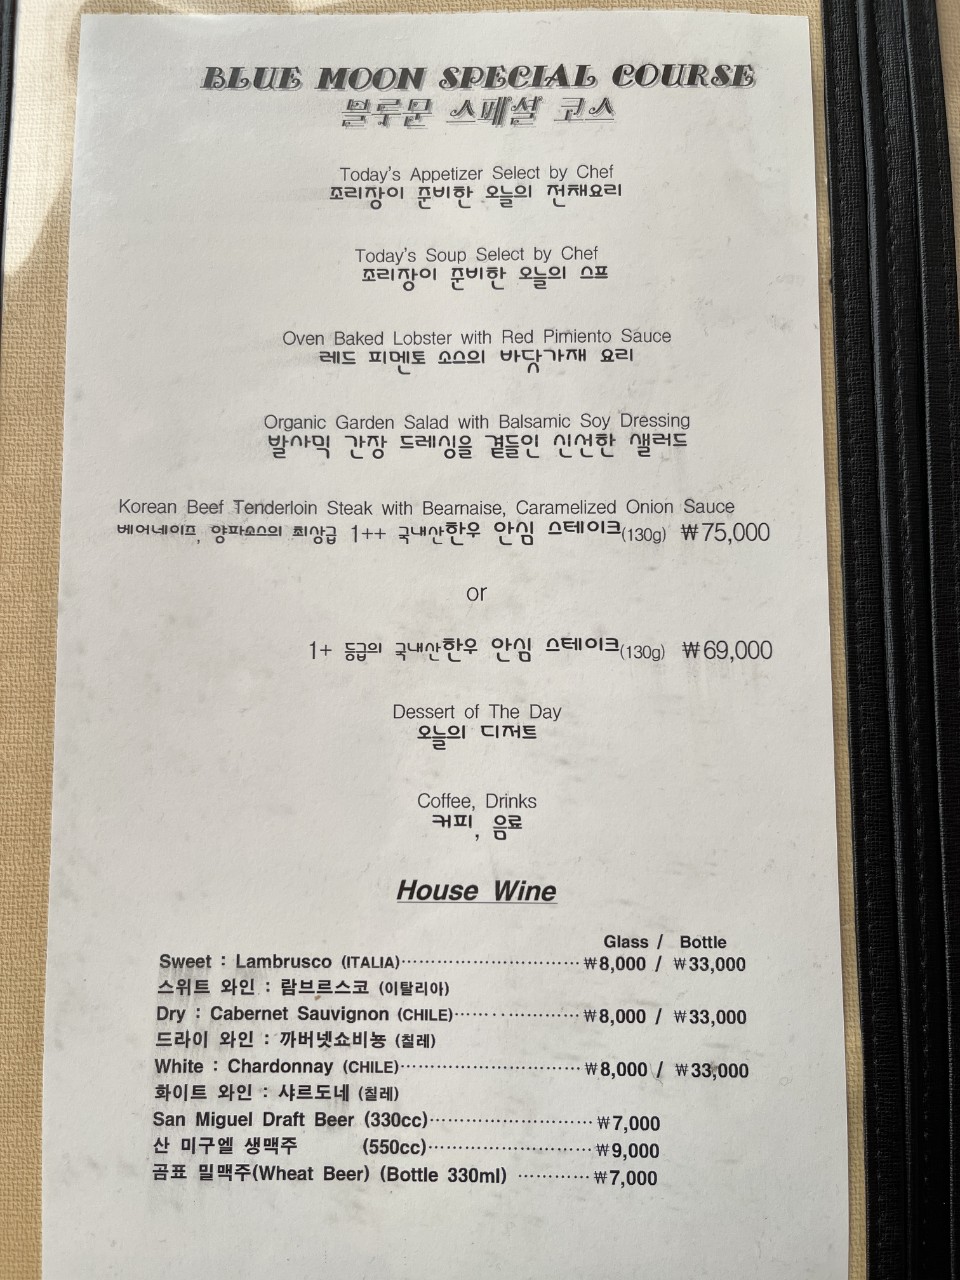 BLUE MOON SPECIAL COURSE
블루문 스페셜 코스
Today's Appetizer Select by Chef
조리장이 준비한 오늘의 전채요리
Today's Soup Select by Chef
조리장이 준비한 오늘의 스프
Oven Baked Lobster with Red Pimiento Sauce
레드 피멘토 소스의 바닷가재 요리
Organic Garden Salad with Balsamic Soy Dressing
발사믹 간장 드레싱을 곁들인 신선한 샐러드
Korean Beef Tenderloin Steak with Bearnaise, Caramelized Onion Sauce
베어네이즈, 양파소스의 최상급 1++ 국내산한우 안심 스테이크(130g) ₩75,000
or
1+ 등급의 국내산한우 안심 스테이크(130g) ₩69,000
Dessert of The Day
오늘의 디저트
Coffee, Drinks
커피, 음료
House Wine
Glass / Bottle
Sweet : Lambrusco (ITALIA)····························₩8,000 / ₩33,000
스위트 와인 : 람브르스코 (이탈리아)
Dry : Cabernet Sauvignon (CHILE)···················₩8,000 / ₩33,000
드라이 와인 : 까버넷쇼비뇽 (칠레)
White : Chardonnay (CHILE)····························₩8,000 / ₩33,000
화이트 와인 : 샤르도네 (칠레)
San Miguel Draft Beer (330cc)··························₩7,000
산 미구엘 생맥주 (550cc)··························₩9,000
곰표 밀맥주(Wheat Beer) (Bottle 330ml) ············₩7,000